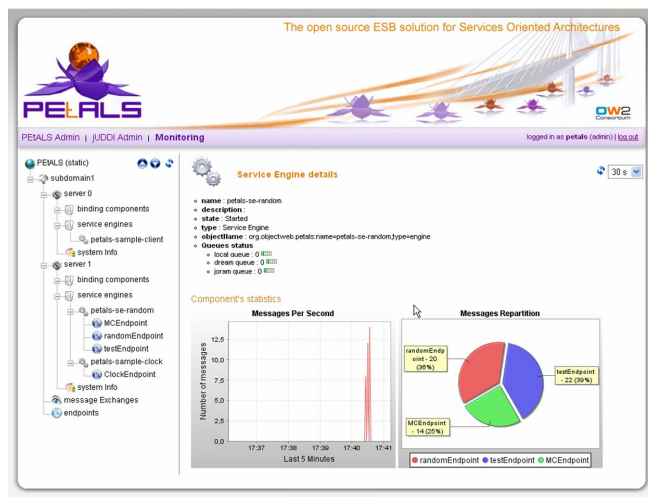 The open source ESB solution for Services Oriented Architectures
PEtALS
OW2
Consortium
PEtALS Admin | jUDDI Admin | Monitoring
logged in as petals (admin) | log out
PEtALS (static)
subdomain1
server 0
binding components
service engines
petals-sample-client
system Info
server 1
binding components
service engines
petals-se-random
MCEndpoint
randomEndpoint
testEndpoint
petals-sample-clock
ClockEndpoint
system Info
message Exchanges
endpoints
Service Engine details
30 s
name : petals-se-random
description :
state : Started
type : Service Engine
objectName : org.objectweb.petals:name=petals-se-random,type=engine
Queues status
local queue : 0
dream queue : 0
joram queue : 0
Component's statistics
Messages Per Second
Number of messages
12,5
10,0
7,5
5,0
2,5
0,0
17:37 17:38 17:39 17:40 17:41
Last 5 Minutes
Messages Repartition
randomEndp
oint - 20
(36%)
testEndpoint
- 22 (39%)
MCEndpoint
- 14 (25%)
randomEndpoint testEndpoint MCEndpoint